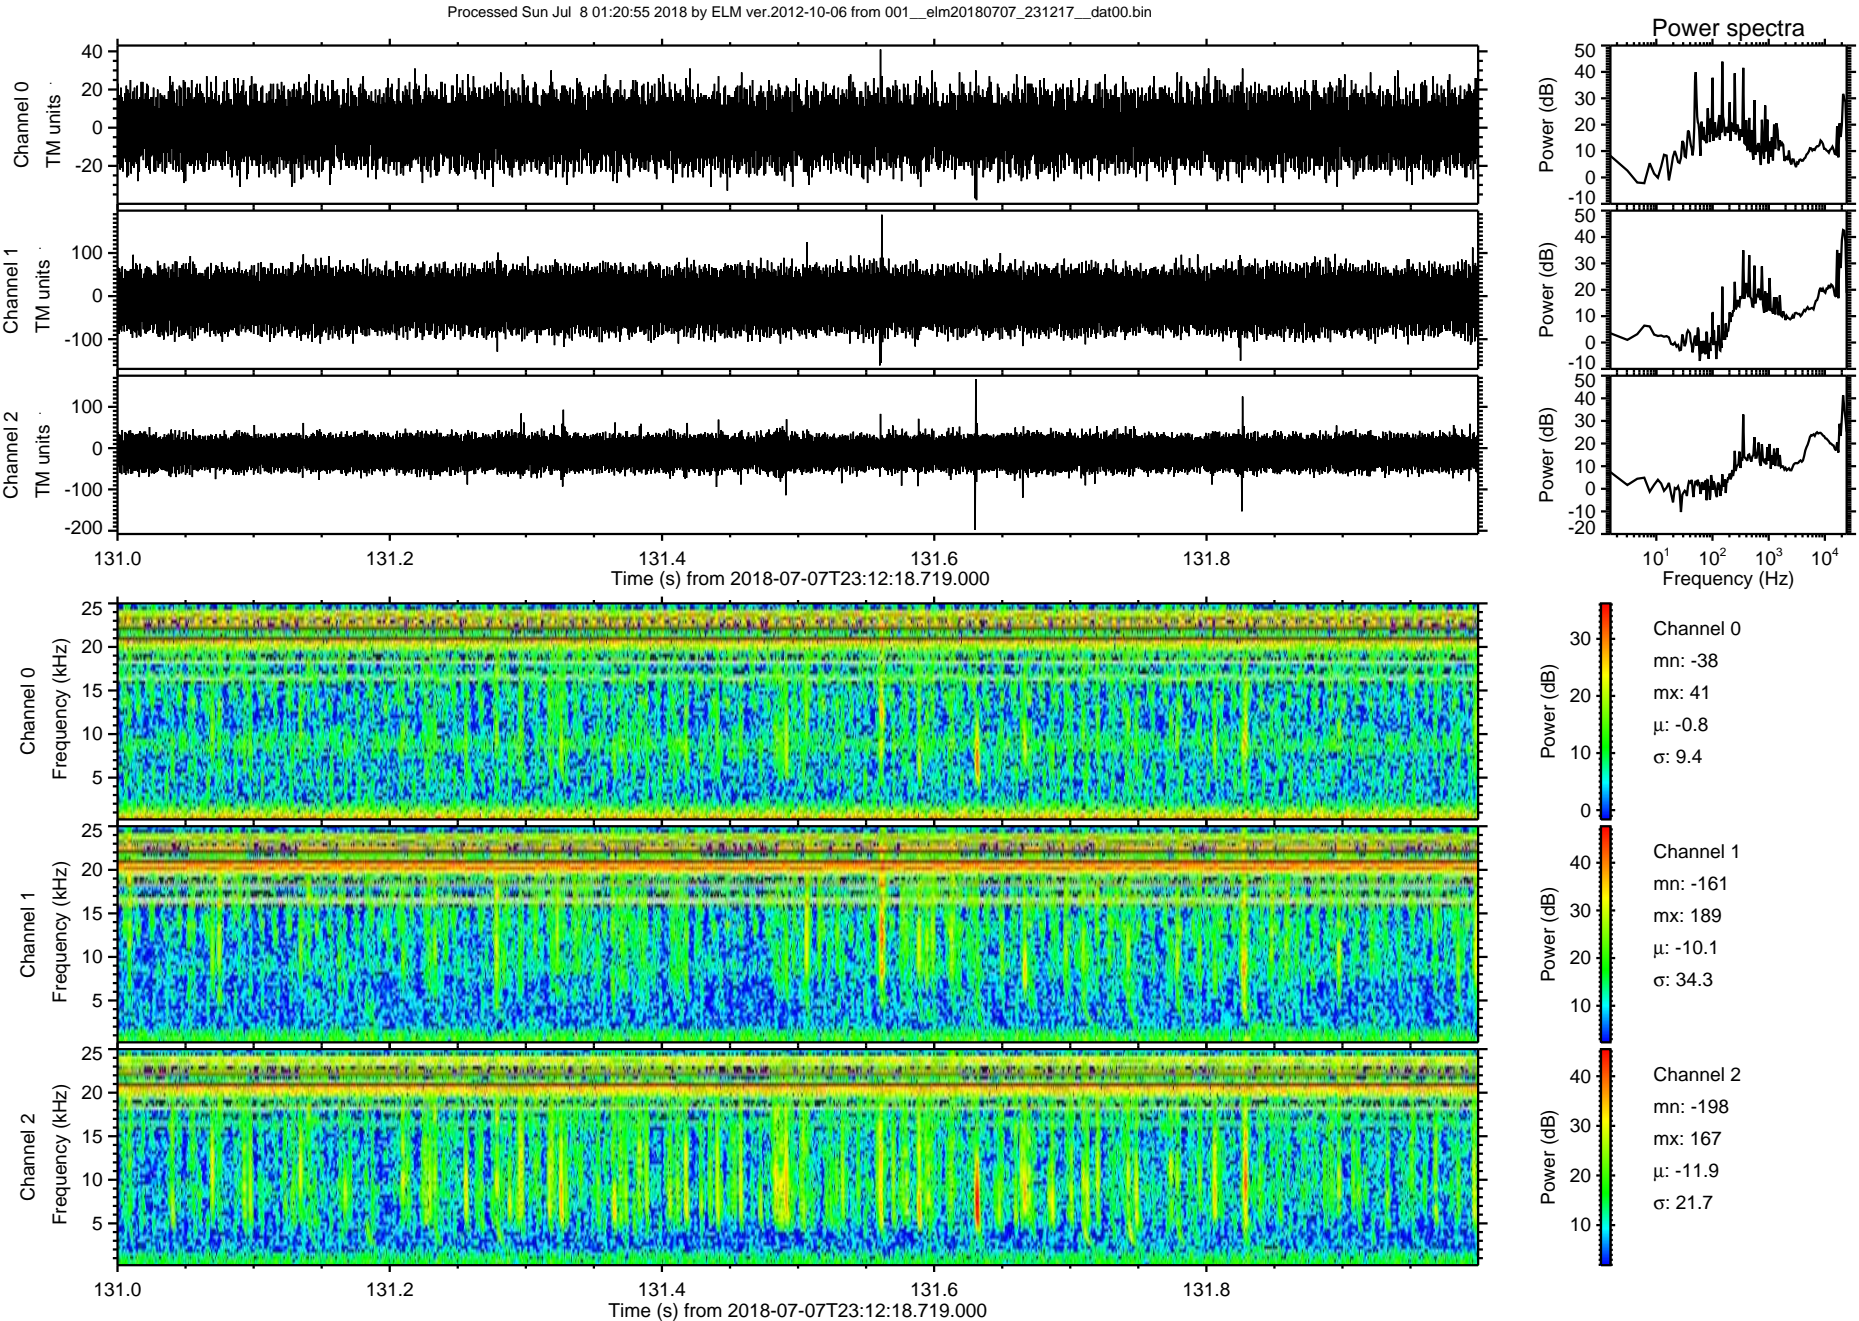 Processed Sun Jul  8 01:20:55 2018 by ELM ver.2012-10-06 from 001__elm20180707_231217__dat00.bin
Power spectra
Channel 0
TM units
40
20
0
-20
Power (dB)
50
40
30
20
10
0
-10
Channel 1
TM units
100
0
-100
Power (dB)
50
40
30
20
10
0
-10
Channel 2
TM units
100
0
-100
-200
Power (dB)
50
40
30
20
10
0
-10
-20
131.0 131.2 131.4 131.6 131.8
Time (s) from 2018-07-07T23:12:18.719.000
10¹ 10² 10³ 10⁴
Frequency (Hz)
Channel 0
Frequency (kHz)
25
20
15
10
5
Power (dB)
30
20
10
0
Channel 0
mn: -38
mx: 41
μ: -0.8
σ: 9.4
Channel 1
Frequency (kHz)
25
20
15
10
5
Power (dB)
40
30
20
10
Channel 1
mn: -161
mx: 189
μ: -10.1
σ: 34.3
Channel 2
Frequency (kHz)
25
20
15
10
5
Power (dB)
40
30
20
10
Channel 2
mn: -198
mx: 167
μ: -11.9
σ: 21.7
131.0 131.2 131.4 131.6 131.8
Time (s) from 2018-07-07T23:12:18.719.000